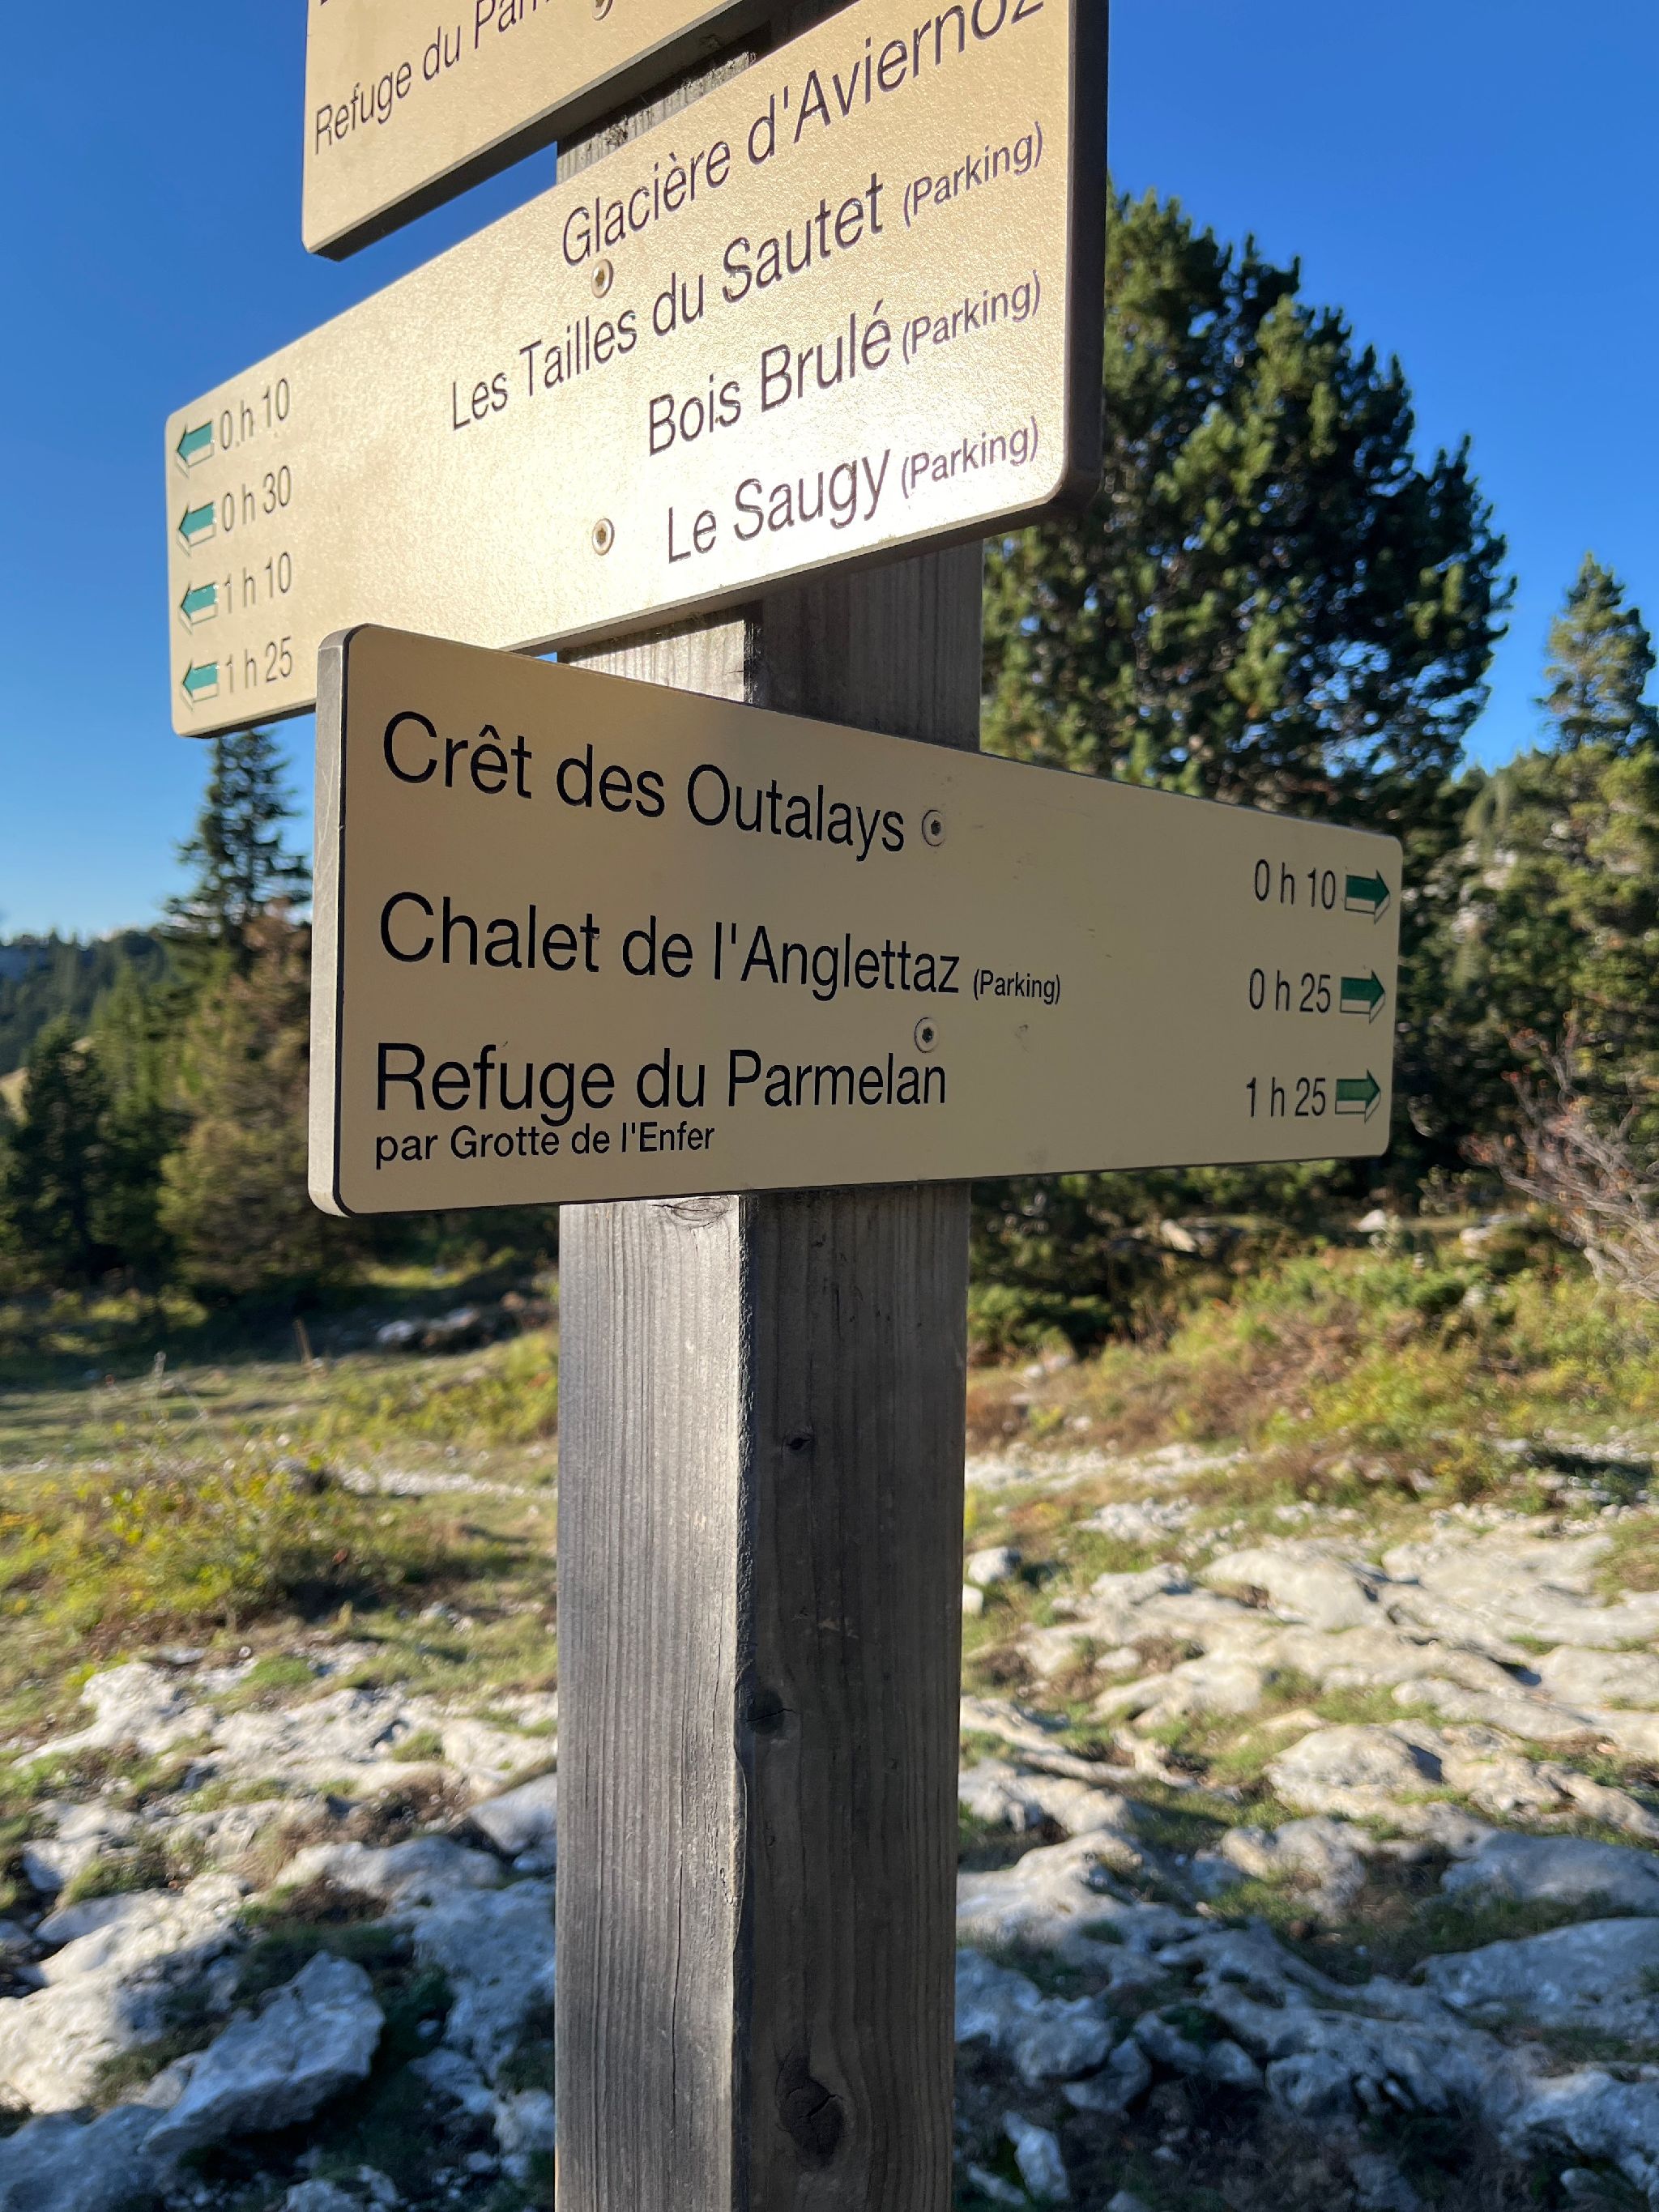 Refuge du
Glacière d'Aviernoz
Les Tailles du Sautet (Parking)
Bois Brulé (Parking)
Le Saugy (Parking)
0 h 10
0 h 30
1 h 10
1 h 25
Crêt des Outalays 0 h 10
Chalet de l'Anglettaz (Parking) 0 h 25
Refuge du Parmelan 1 h 25
par Grotte de l'Enfer